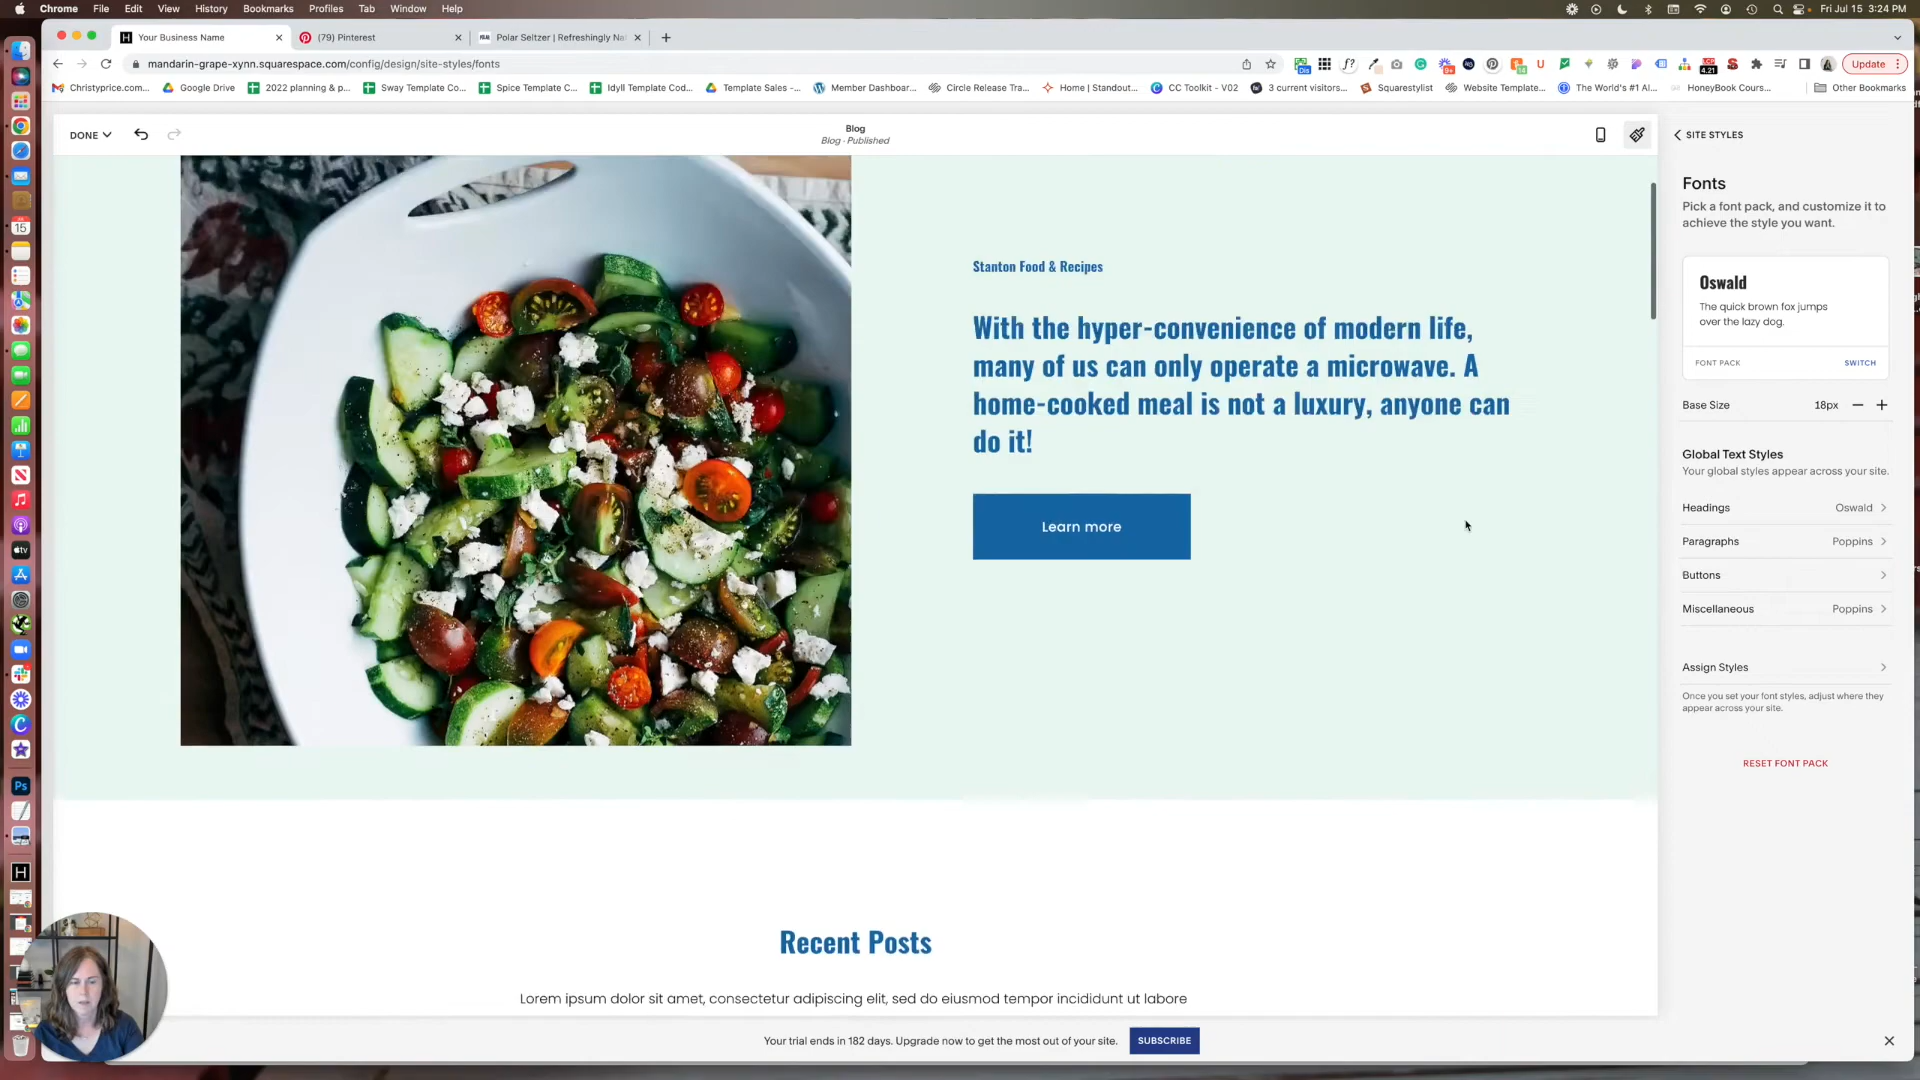 Chrome File Edit View History Bookmarks Profiles Tab Window Help
Fri Jul 15 3:24 PM
Your Business Name
(79) Pinterest
Polar Seltzer | Refreshingly Na
mandarin-grape-xynn.squarespace.com/config/design/site-styles/fonts
Update
Christyprice.com...
Google Drive
2022 planning & p...
Sway Template Co...
Spice Template C...
Idyll Template Cod...
Template Sales -...
Member Dashboar...
Circle Release Tra...
Home | Standout...
CC Toolkit - V02
3 current visitors...
Squarestylist
Website Template...
The World's #1 Al...
HoneyBook Cours...
Other Bookmarks
DONE
Blog
Blog · Published
SITE STYLES
Fonts
Pick a font pack, and customize it to
achieve the style you want.
Oswald
The quick brown fox jumps
over the lazy dog.
FONT PACK
SWITCH
Base Size 18px
Global Text Styles
Your global styles appear across your site.
Headings Oswald
Paragraphs Poppins
Buttons
Miscellaneous Poppins
Assign Styles
Once you set your font styles, adjust where they
appear across your site.
RESET FONT PACK
Stanton Food & Recipes
With the hyper-convenience of modern life,
many of us can only operate a microwave. A
home-cooked meal is not a luxury, anyone can
do it!
Learn more
Recent Posts
Lorem ipsum dolor sit amet, consectetur adipiscing elit, sed do eiusmod tempor incididunt ut labore
Your trial ends in 182 days. Upgrade now to get the most out of your site.
SUBSCRIBE